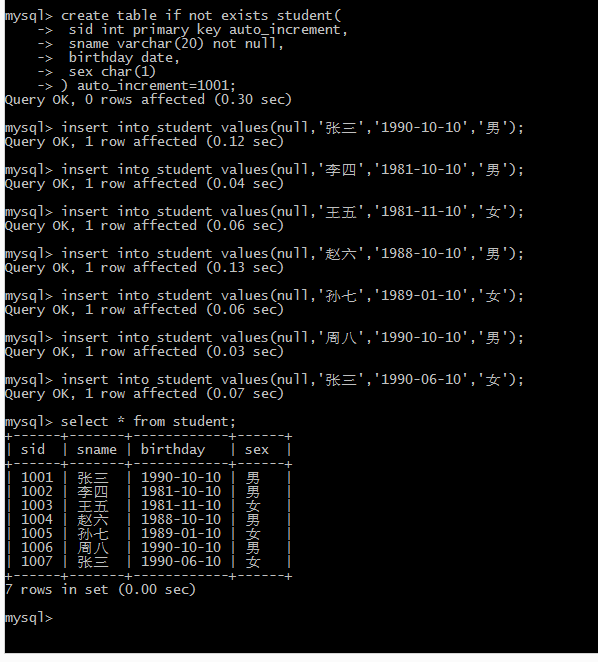 mysql> create table if not exists student(
    ->  sid int primary key auto_increment,
    ->  sname varchar(20) not null,
    ->  birthday date,
    ->  sex char(1)
    -> ) auto_increment=1001;
Query OK, 0 rows affected (0.30 sec)
mysql> insert into student values(null,'张三','1990-10-10','男');
Query OK, 1 row affected (0.12 sec)
mysql> insert into student values(null,'李四','1981-10-10','男');
Query OK, 1 row affected (0.04 sec)
mysql> insert into student values(null,'王五','1981-11-10','女');
Query OK, 1 row affected (0.06 sec)
mysql> insert into student values(null,'赵六','1988-10-10','男');
Query OK, 1 row affected (0.13 sec)
mysql> insert into student values(null,'孙七','1989-01-10','女');
Query OK, 1 row affected (0.06 sec)
mysql> insert into student values(null,'周八','1990-10-10','男');
Query OK, 1 row affected (0.03 sec)
mysql> insert into student values(null,'张三','1990-06-10','女');
Query OK, 1 row affected (0.07 sec)
mysql> select * from student;
+------+-------+------------+------+
| sid  | sname | birthday   | sex  |
+------+-------+------------+------+
| 1001 | 张三  | 1990-10-10 | 男   |
| 1002 | 李四  | 1981-10-10 | 男   |
| 1003 | 王五  | 1981-11-10 | 女   |
| 1004 | 赵六  | 1988-10-10 | 男   |
| 1005 | 孙七  | 1989-01-10 | 女   |
| 1006 | 周八  | 1990-10-10 | 男   |
| 1007 | 张三  | 1990-06-10 | 女   |
+------+-------+------------+------+
7 rows in set (0.00 sec)
mysql>